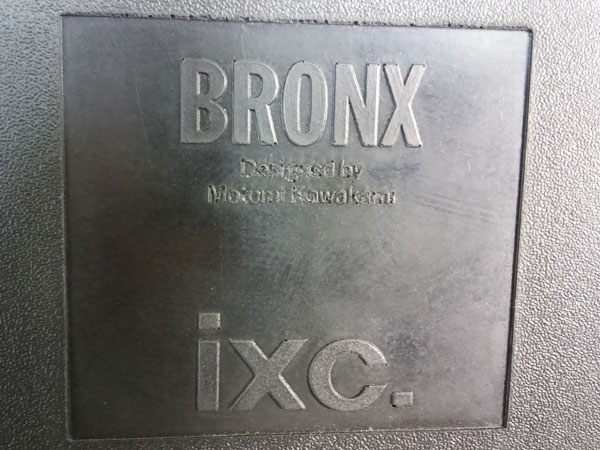 BRONX
Designed by
Motomi Kawakami
ixc.